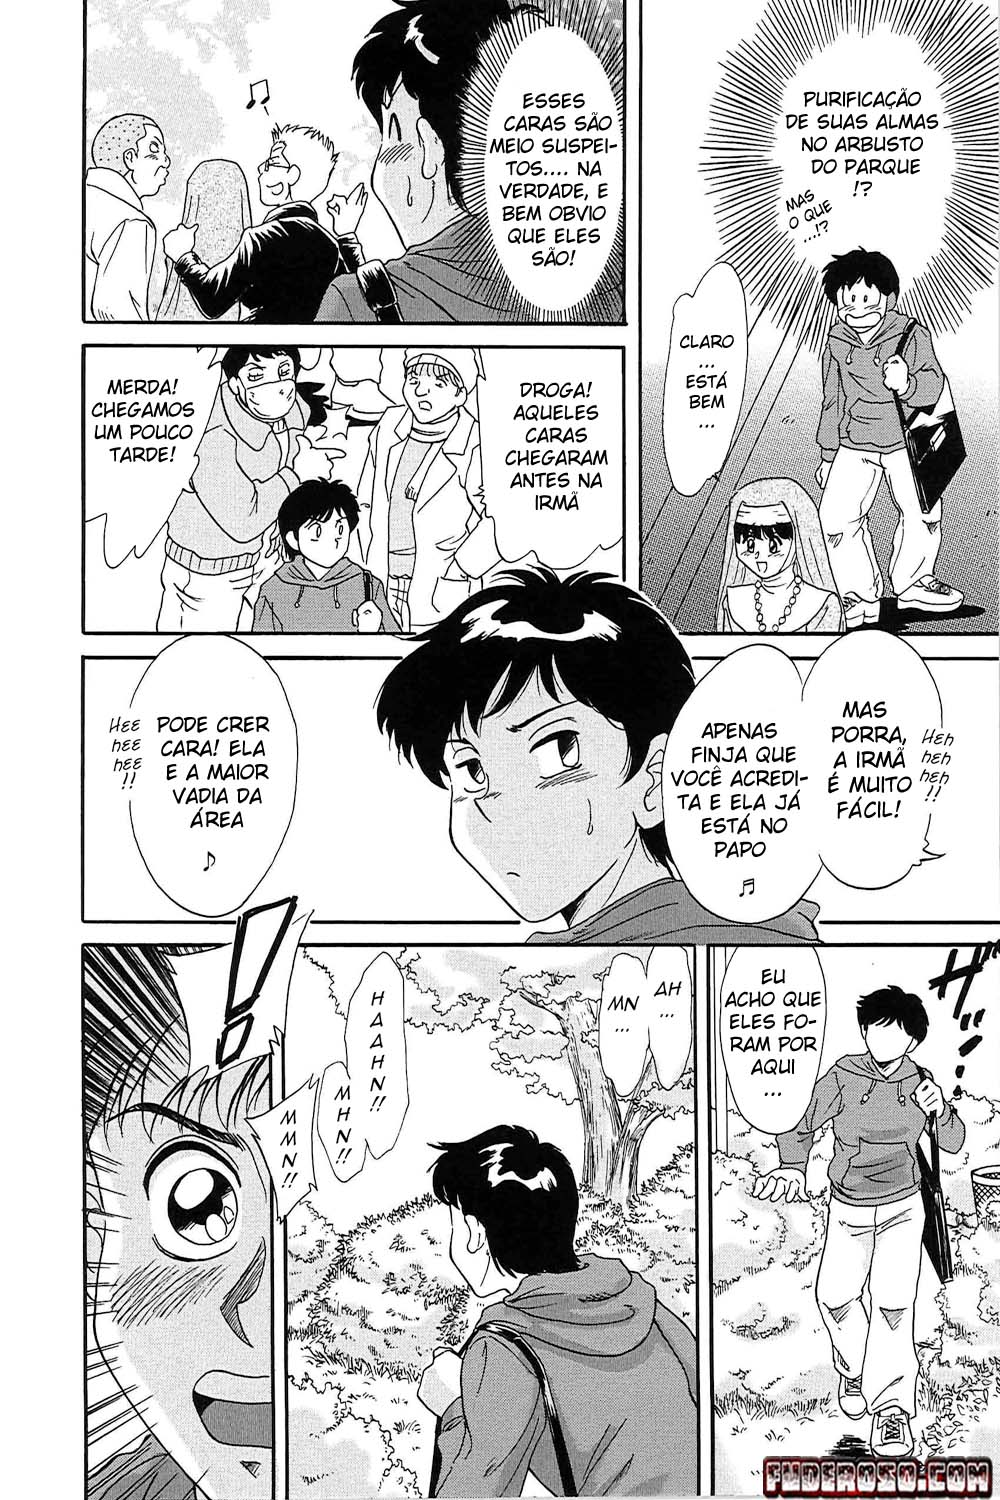 PURIFICAÇÃO
DE SUAS ALMAS
NO ARBUSTO
DO PARQUE
!?
MAS
O QUE
...!?
CLARO
...
ESTÁ
BEM
...
ESSES
CARAS SÃO
MEIO SUSPEI-
TOS.... NA
VERDADE, E
BEM OBVIO
QUE ELES
SÃO!
DROGA!
AQUELES
CARAS
CHEGARAM
ANTES NA
IRMÃ
MERDA!
CHEGAMOS
UM POUCO
TARDE!
HEH
HEH
HEH
!!
MAS
PORRA,
A IRMÃ
É MUITO
FÁCIL!
APENAS
FINJA QUE
VOCÊ ACREDI-
TA E ELA JÁ
ESTÁ NO
PAPO
PODE CRER
CARA! ELA
E A MAIOR
VADIA DA
ÁREA
HEE
HEE
HEE
!!
EU
ACHO QUE
ELES FO-
RAM POR
AQUI
...
AH
...
MN
...
HAAHN!!
MHN!!
MMN!!
!
FUDEROSO.COM